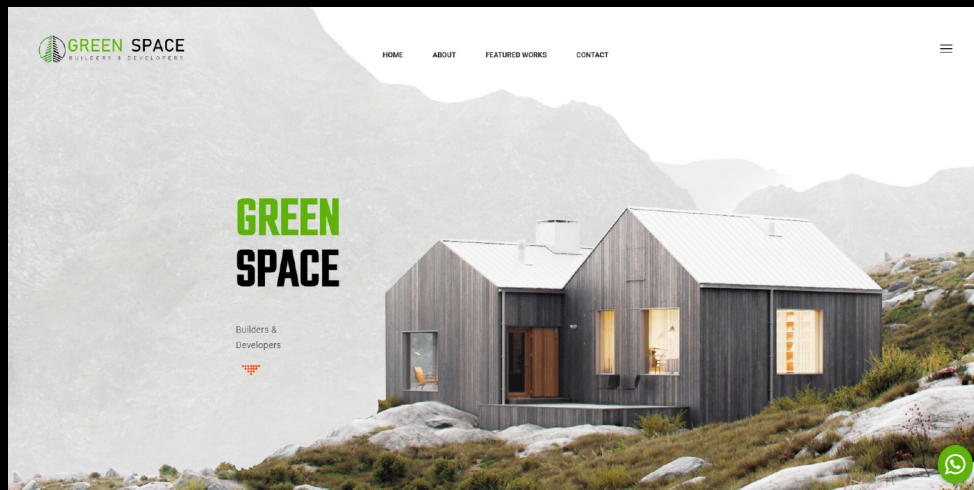 GREEN SPACE
BUILDERS & DEVELOPERS
HOME ABOUT FEATURED WORKS CONTACT
GREEN
SPACE
Builders &
Developers